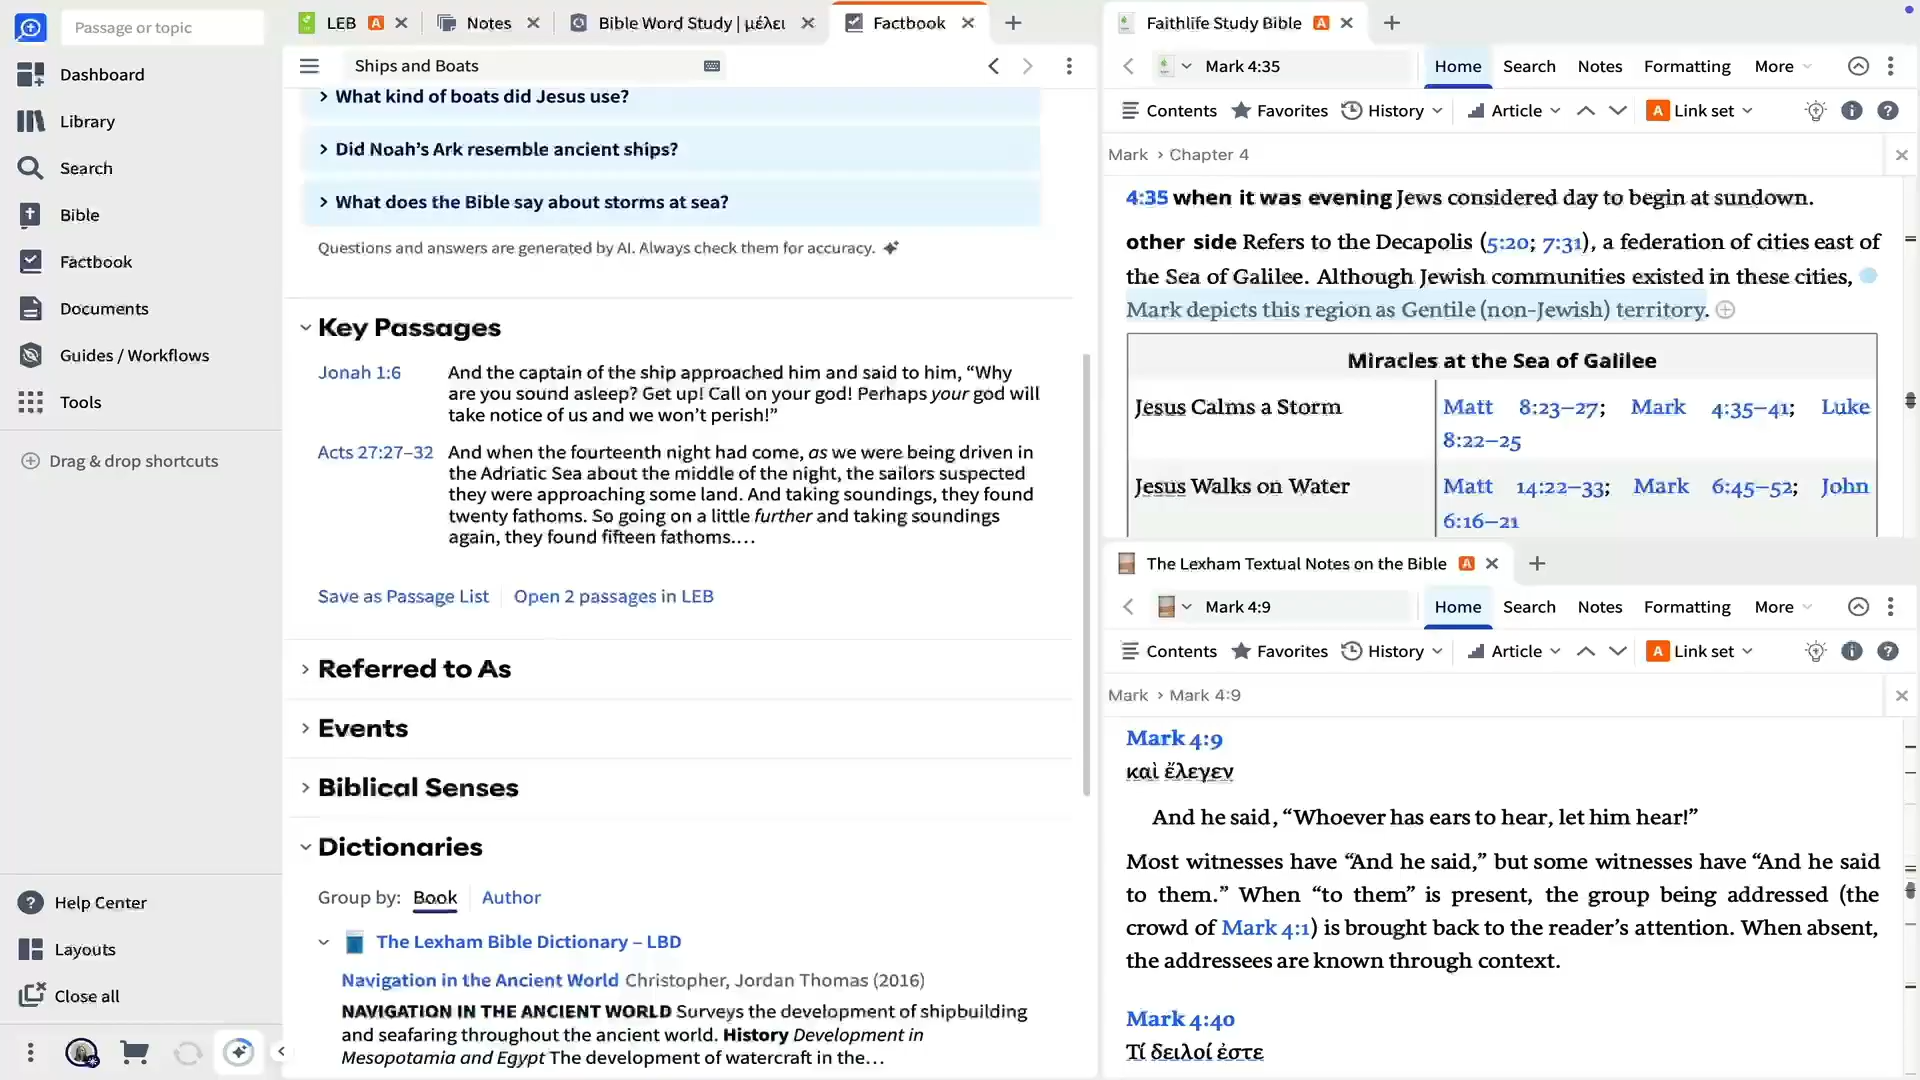 Passage or topic
Dashboard
Library
Search
Bible
Factbook
Documents
Guides / Workflows
Tools
Drag & drop shortcuts
Help Center
Layouts
Close all
LEB A
Notes
Bible Word Study | μέλει
Factbook
Ships and Boats
What kind of boats did Jesus use?
Did Noah’s Ark resemble ancient ships?
What does the Bible say about storms at sea?
Questions and answers are generated by AI. Always check them for accuracy.
Key Passages
Jonah 1:6 And the captain of the ship approached him and said to him, “Why
are you sound asleep? Get up! Call on your god! Perhaps your god will
take notice of us and we won’t perish!”
Acts 27:27–32 And when the fourteenth night had come, as we were being driven in
the Adriatic Sea about the middle of the night, the sailors suspected
they were approaching some land. And taking soundings, they found
twenty fathoms. So going on a little further and taking soundings
again, they found fifteen fathoms.…
Save as Passage List Open 2 passages in LEB
Referred to As
Events
Biblical Senses
Dictionaries
Group by: Book Author
The Lexham Bible Dictionary – LBD
Navigation in the Ancient World Christopher, Jordan Thomas (2016)
NAVIGATION IN THE ANCIENT WORLD Surveys the development of shipbuilding
and seafaring throughout the ancient world. History Development in
Mesopotamia and Egypt The development of watercraft in the…
Faithlife Study Bible A
Mark 4:35 Home Search Notes Formatting More
Contents Favorites History Article A Link set
Mark › Chapter 4
4:35 when it was evening Jews considered day to begin at sundown.
other side Refers to the Decapolis (5:20; 7:31), a federation of cities east of
the Sea of Galilee. Although Jewish communities existed in these cities,
Mark depicts this region as Gentile (non-Jewish) territory.
Miracles at the Sea of Galilee
Jesus Calms a Storm Matt 8:23–27; Mark 4:35–41; Luke
8:22–25
Jesus Walks on Water Matt 14:22–33; Mark 6:45–52; John
6:16–21
The Lexham Textual Notes on the Bible A
Mark 4:9 Home Search Notes Formatting More
Contents Favorites History Article A Link set
Mark › Mark 4:9
Mark 4:9
καὶ ἔλεγεν
And he said, “Whoever has ears to hear, let him hear!”
Most witnesses have “And he said,” but some witnesses have “And he said
to them.” When “to them” is present, the group being addressed (the
crowd of Mark 4:1) is brought back to the reader’s attention. When absent,
the addressees are known through context.
Mark 4:40
Τί δειλοί ἐστε